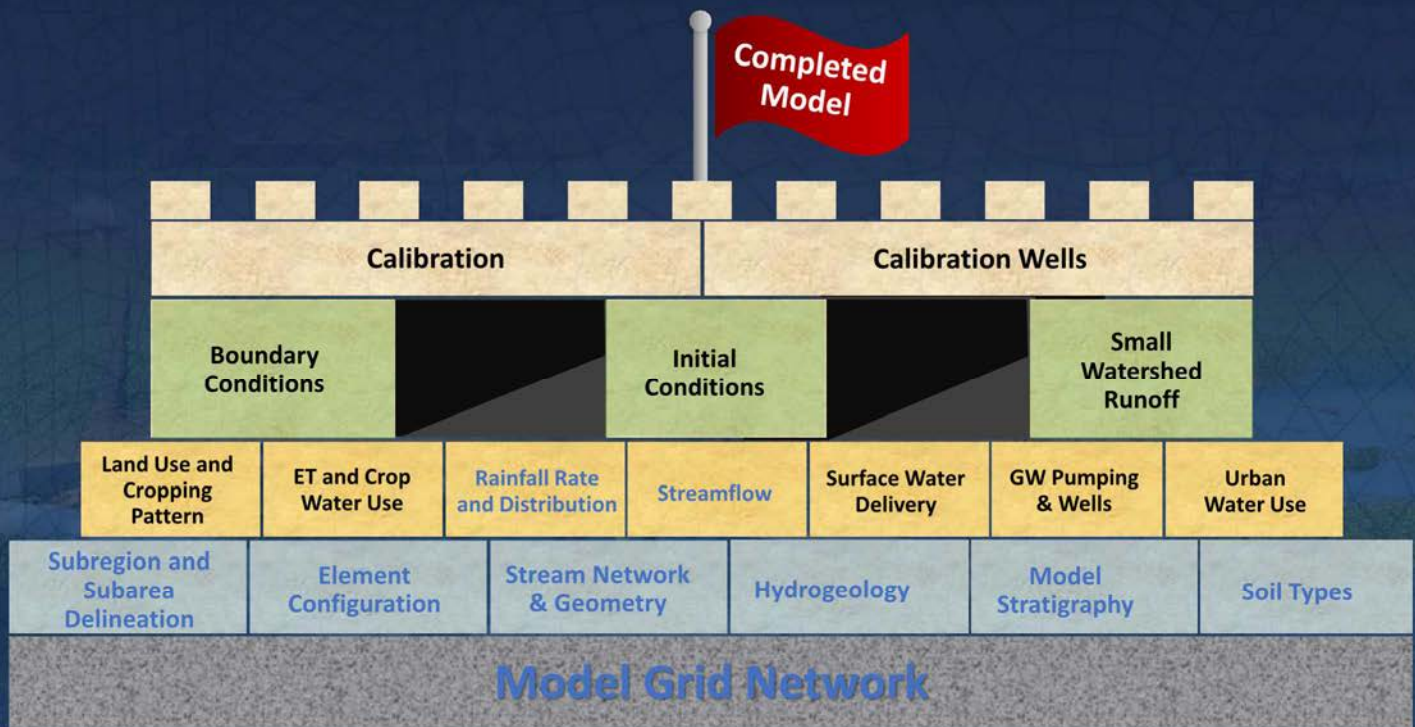 Completed
Model
Calibration
Calibration Wells
Boundary
Conditions
Initial
Conditions
Small
Watershed
Runoff
Land Use and
Cropping
Pattern
ET and Crop
Water Use
Rainfall Rate
and Distribution
Streamflow
Surface Water
Delivery
GW Pumping
& Wells
Urban
Water Use
Subregion and
Subarea
Delineation
Element
Configuration
Stream Network
& Geometry
Hydrogeology
Model
Stratigraphy
Soil Types
Model Grid Network